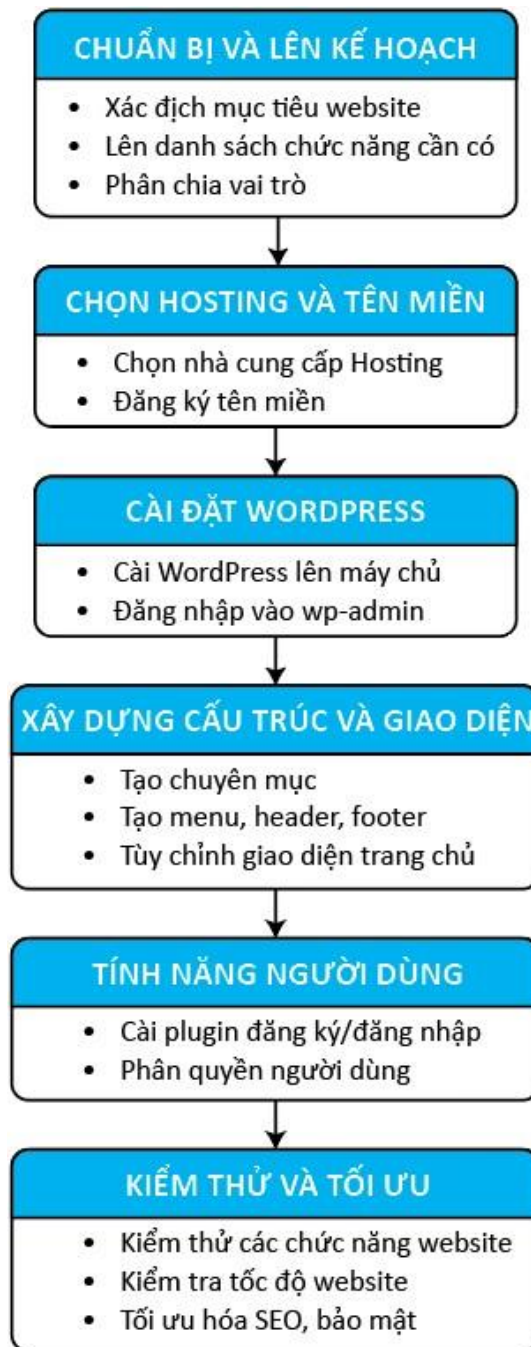 CHUẨN BỊ VÀ LÊN KẾ HOẠCH
• Xác địch mục tiêu website
• Lên danh sách chức năng cần có
• Phân chia vai trò
CHỌN HOSTING VÀ TÊN MIỀN
• Chọn nhà cung cấp Hosting
• Đăng ký tên miền
CÀI ĐẶT WORDPRESS
• Cài WordPress lên máy chủ
• Đăng nhập vào wp-admin
XÂY DỰNG CẤU TRÚC VÀ GIAO DIỆN
• Tạo chuyên mục
• Tạo menu, header, footer
• Tùy chỉnh giao diện trang chủ
TÍNH NĂNG NGƯỜI DÙNG
• Cài plugin đăng ký/đăng nhập
• Phân quyền người dùng
KIỂM THỬ VÀ TỐI ƯU
• Kiểm thử các chức năng website
• Kiểm tra tốc độ website
• Tối ưu hóa SEO, bảo mật